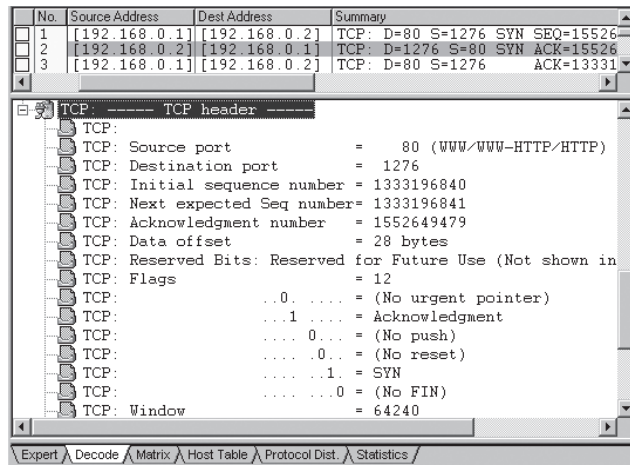 No. Source Address Dest Address Summary
1 [192.168.0.1] [192.168.0.2] TCP: D=80 S=1276 SYN SEQ=15526
2 [192.168.0.2] [192.168.0.1] TCP: D=1276 S=80 SYN ACK=15526
3 [192.168.0.1] [192.168.0.2] TCP: D=80 S=1276 ACK=13331
TCP: ----- TCP header -----
TCP:
TCP: Source port = 80 (WWW/WWW-HTTP/HTTP)
TCP: Destination port = 1276
TCP: Initial sequence number = 1333196840
TCP: Next expected Seq number= 1333196841
TCP: Acknowledgment number = 1552649479
TCP: Data offset = 28 bytes
TCP: Reserved Bits: Reserved for Future Use (Not shown in
TCP: Flags = 12
TCP: ..0. .... = (No urgent pointer)
TCP: ...1 .... = Acknowledgment
TCP: .... 0... = (No push)
TCP: .... .0.. = (No reset)
TCP: .... ..1. = SYN
TCP: .... ...0 = (No FIN)
TCP: Window = 64240
Expert Decode Matrix Host Table Protocol Dist. Statistics